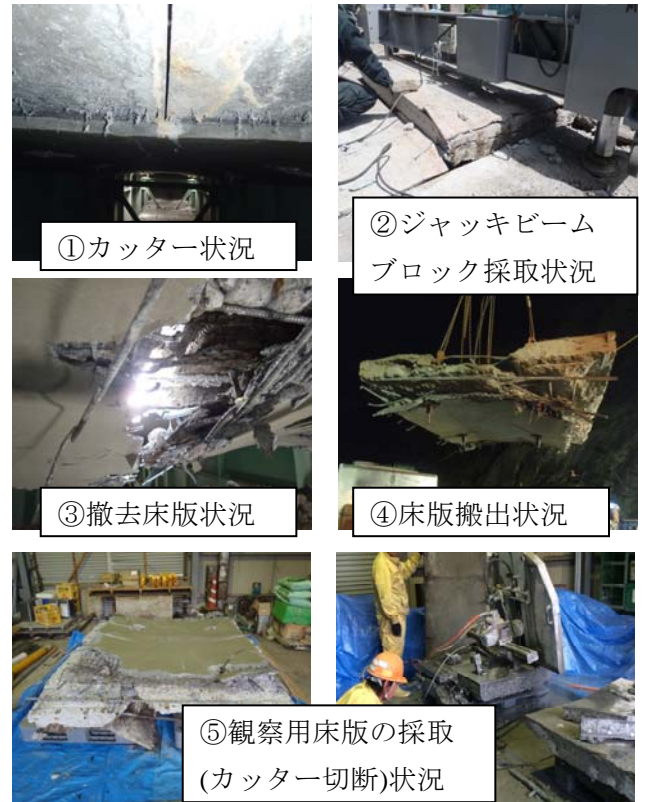 ①カッター状況
②ジャッキビーム
ブロック採取状況
③撤去床版状況
④床版搬出状況
⑤観察用床版の採取
(カッター切断)状況